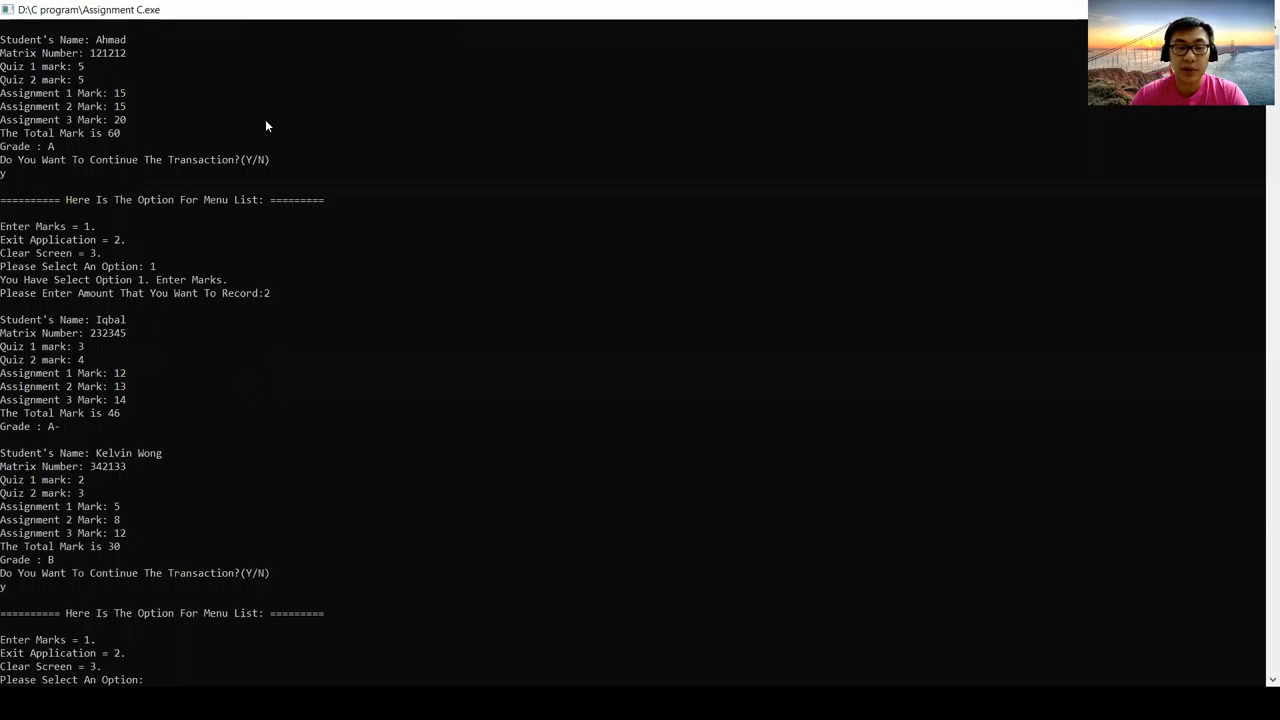 D:\C program\Assignment C.exe
Student's Name: Ahmad
Matrix Number: 121212
Quiz 1 mark: 5
Quiz 2 mark: 5
Assignment 1 Mark: 15
Assignment 2 Mark: 15
Assignment 3 Mark: 20
The Total Mark is 60
Grade : A
Do You Want To Continue The Transaction?(Y/N)
y
========== Here Is The Option For Menu List: =========
Enter Marks = 1.
Exit Application = 2.
Clear Screen = 3.
Please Select An Option: 1
You Have Select Option 1. Enter Marks.
Please Enter Amount That You Want To Record:2
Student's Name: Iqbal
Matrix Number: 232345
Quiz 1 mark: 3
Quiz 2 mark: 4
Assignment 1 Mark: 12
Assignment 2 Mark: 13
Assignment 3 Mark: 14
The Total Mark is 46
Grade : A-
Student's Name: Kelvin Wong
Matrix Number: 342133
Quiz 1 mark: 2
Quiz 2 mark: 3
Assignment 1 Mark: 5
Assignment 2 Mark: 8
Assignment 3 Mark: 12
The Total Mark is 30
Grade : B
Do You Want To Continue The Transaction?(Y/N)
y
========== Here Is The Option For Menu List: =========
Enter Marks = 1.
Exit Application = 2.
Clear Screen = 3.
Please Select An Option: